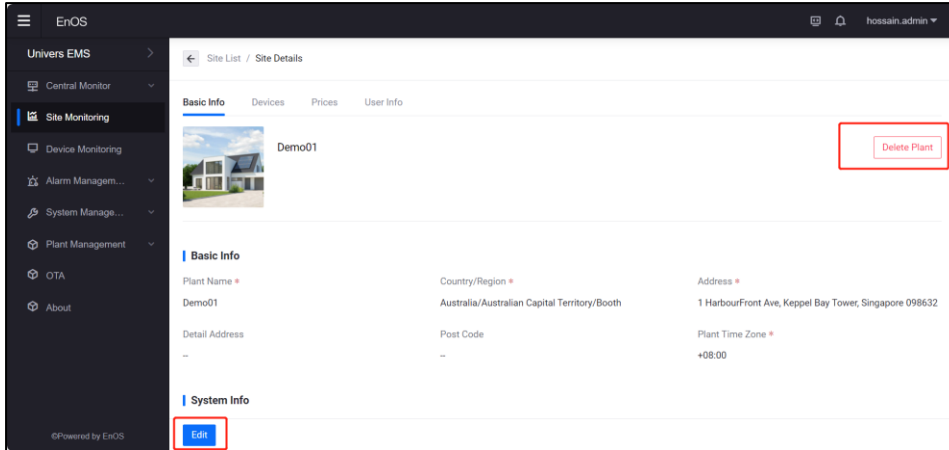 EnOS
hossain.admin
Univers EMS
Site List / Site Details
Central Monitor
Basic Info Devices Prices User Info
Site Monitoring
Demo01
Delete Plant
Device Monitoring
Alarm Managem...
System Manage...
Plant Management
Basic Info
OTA
Plant Name * Country/Region * Address *
About
Demo01 Australia/Australian Capital Territory/Booth 1 HarbourFront Ave, Keppel Bay Tower, Singapore 098632
Detail Address Post Code Plant Time Zone *
-- -- +08:00
System Info
©Powered by EnOS
Edit